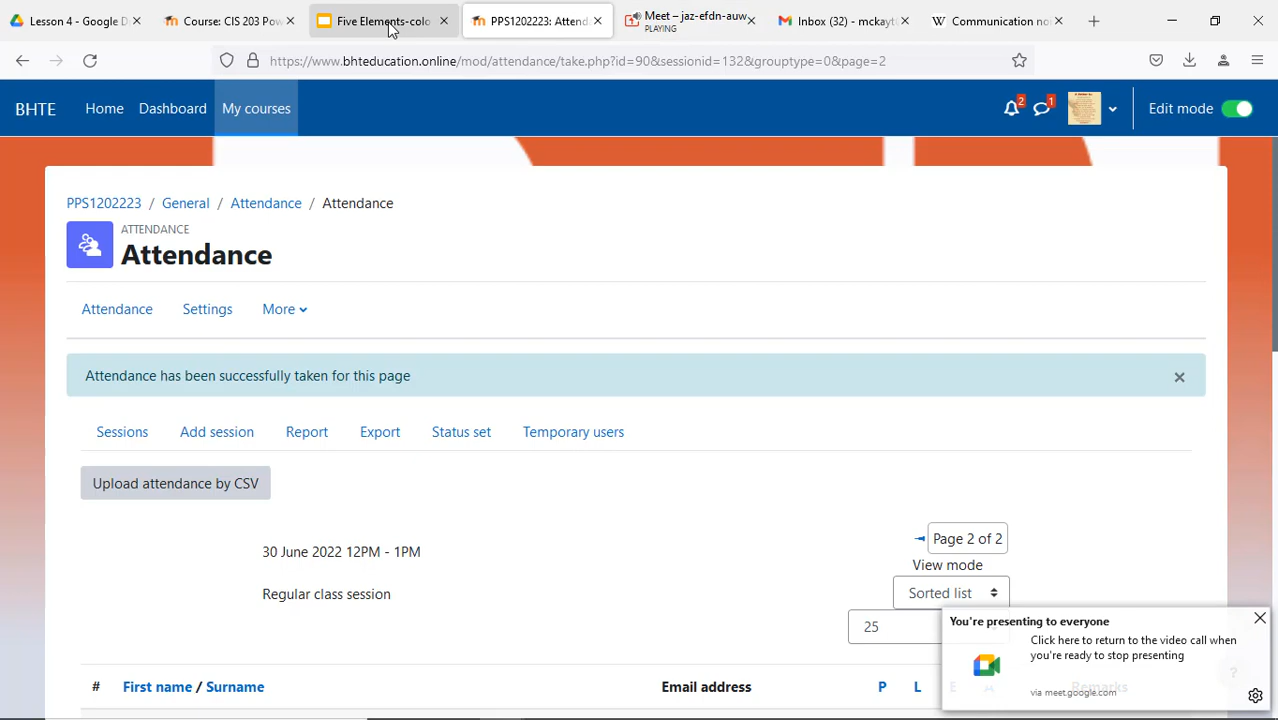 Lesson 4 - Google D
Course: CIS 203 Pow
Five Elements-colo
PPS1202223: Attend
Meet – jaz-efdn-auw
PLAYING
Inbox (32) - mckayto
Communication no
https://www.bhteducation.online/mod/attendance/take.php?id=90&sessionid=132&grouptype=0&page=2
BHTE
Home
Dashboard
My courses
2
1
Edit mode
PPS1202223 / General / Attendance / Attendance
ATTENDANCE
Attendance
Attendance
Settings
More
Attendance has been successfully taken for this page
Sessions
Add session
Report
Export
Status set
Temporary users
Upload attendance by CSV
30 June 2022 12PM - 1PM
Page 2 of 2
View mode
Regular class session
Sorted list
25
You're presenting to everyone
Click here to return to the video call when
you're ready to stop presenting
via meet.google.com
# First name / Surname
Email address
P
L
E
A
Remarks